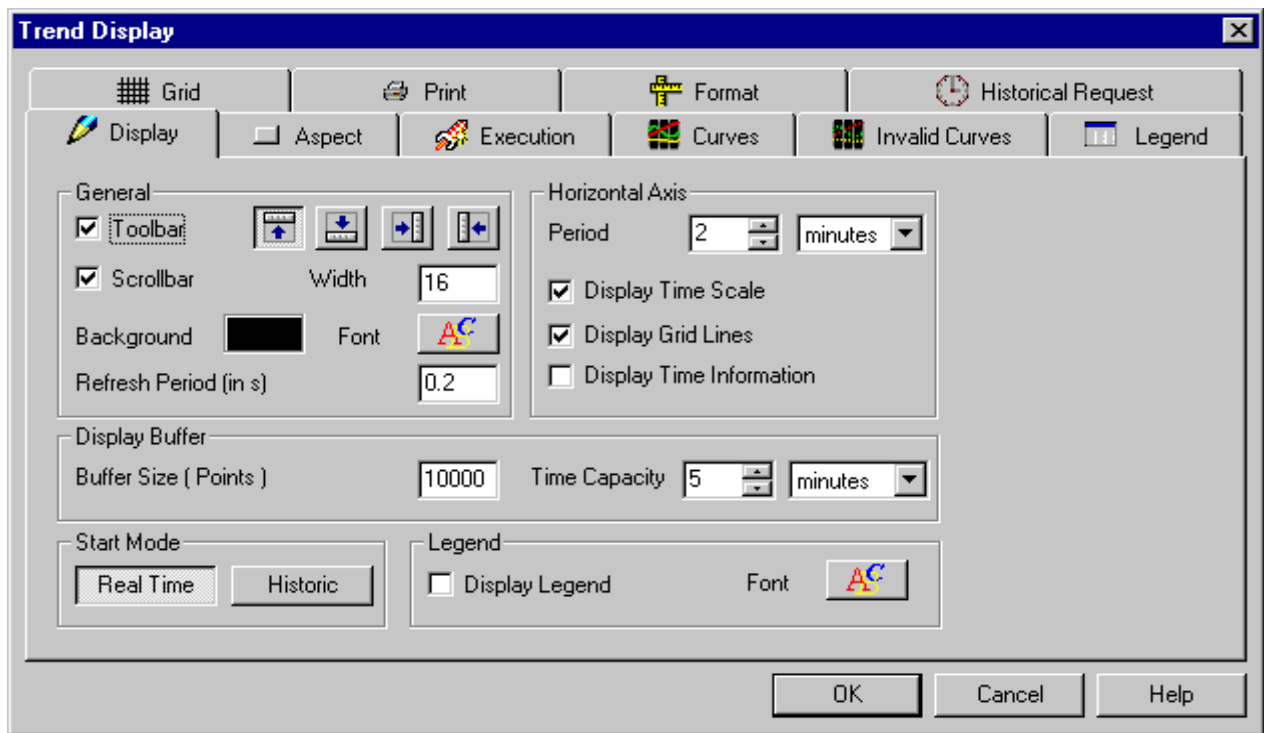 Trend Display
Grid Print Format Historical Request
Display Aspect Execution Curves Invalid Curves Legend
General
Toolbar
Scrollbar Width 16
Background Font
Refresh Period (in s) 0.2
Horizontal Axis
Period 2 minutes
Display Time Scale
Display Grid Lines
Display Time Information
Display Buffer
Buffer Size ( Points ) 10000 Time Capacity 5 minutes
Start Mode
Real Time Historic
Legend
Display Legend Font
OK Cancel Help